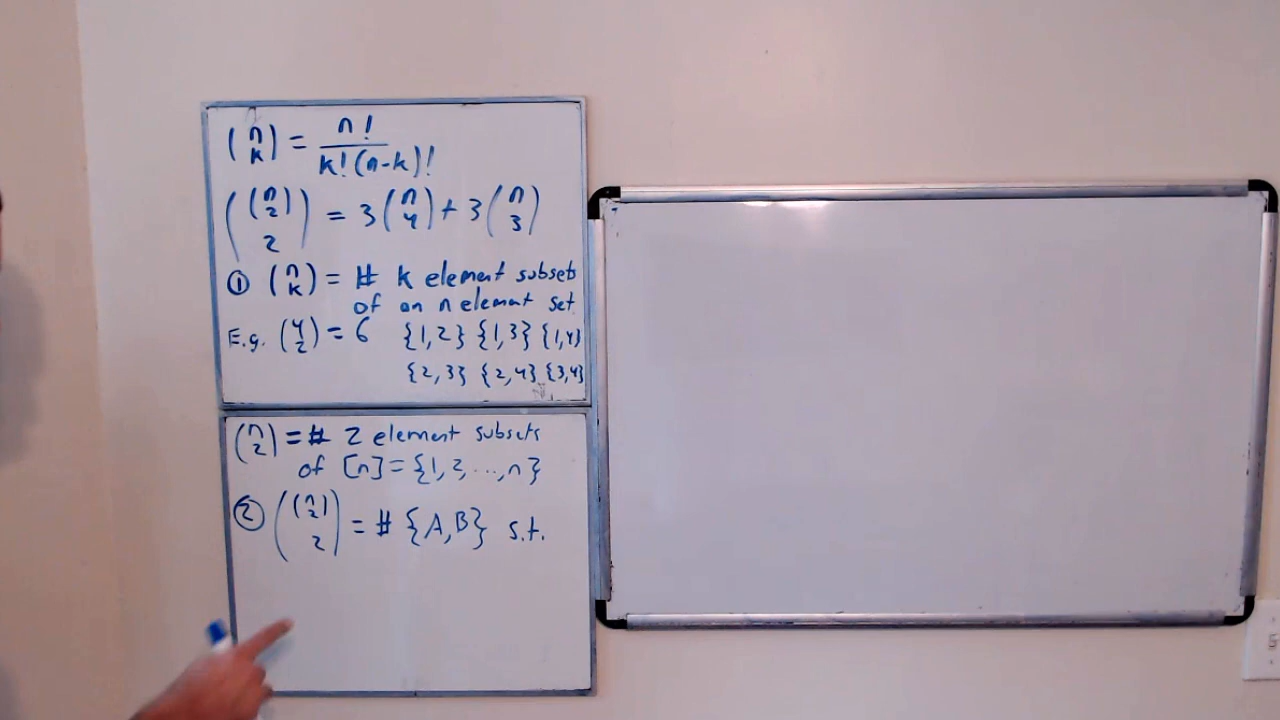 (n k) = n! / k!(n-k)!
((n 2) 2) = 3(n 4) + 3(n 3)
① (n k) = # k element subsets
of an n element set
E.g. (4 2) = 6 {1,2} {1,3} {1,4}
{2,3} {2,4} {3,4}
(n 2) = # 2 element subsets
of [n] = {1,2,...,n}
② ((n 2) 2) = # {A,B} s.t.